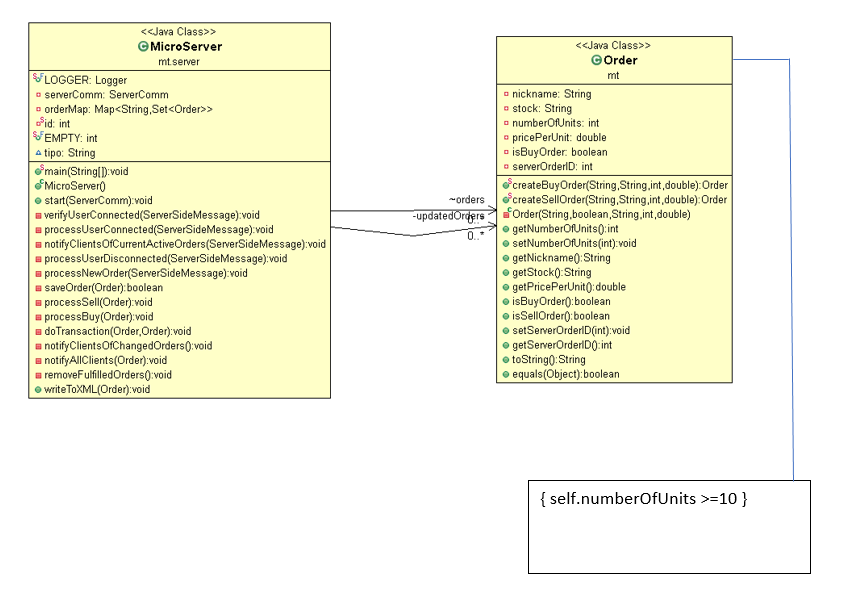 <<Java Class>>
MicroServer
mt.server
LOGGER: Logger
serverComm: ServerComm
orderMap: Map<String,Set<Order>>
id: int
EMPTY: int
tipo: String
main(String[]):void
MicroServer()
start(ServerComm):void
verifyUserConnected(ServerSideMessage):void
processUserConnected(ServerSideMessage):void
notifyClientsOfCurrentActiveOrders(ServerSideMessage):void
processUserDisconnected(ServerSideMessage):void
processNewOrder(ServerSideMessage):void
saveOrder(Order):boolean
processSell(Order):void
processBuy(Order):void
doTransaction(Order,Order):void
notifyClientsOfChangedOrders():void
notifyAllClients(Order):void
removeFulfilledOrders():void
writeToXML(Order):void
~orders
-updatedOrders
0..*
0..*
<<Java Class>>
Order
mt
nickname: String
stock: String
numberOfUnits: int
pricePerUnit: double
isBuyOrder: boolean
serverOrderID: int
createBuyOrder(String,String,int,double):Order
createSellOrder(String,String,int,double):Order
Order(String,boolean,String,int,double)
getNumberOfUnits():int
setNumberOfUnits(int):void
getNickname():String
getStock():String
getPricePerUnit():double
isBuyOrder():boolean
isSellOrder():boolean
setServerOrderID(int):void
getServerOrderID():int
toString():String
equals(Object):boolean
{ self.numberOfUnits >=10 }